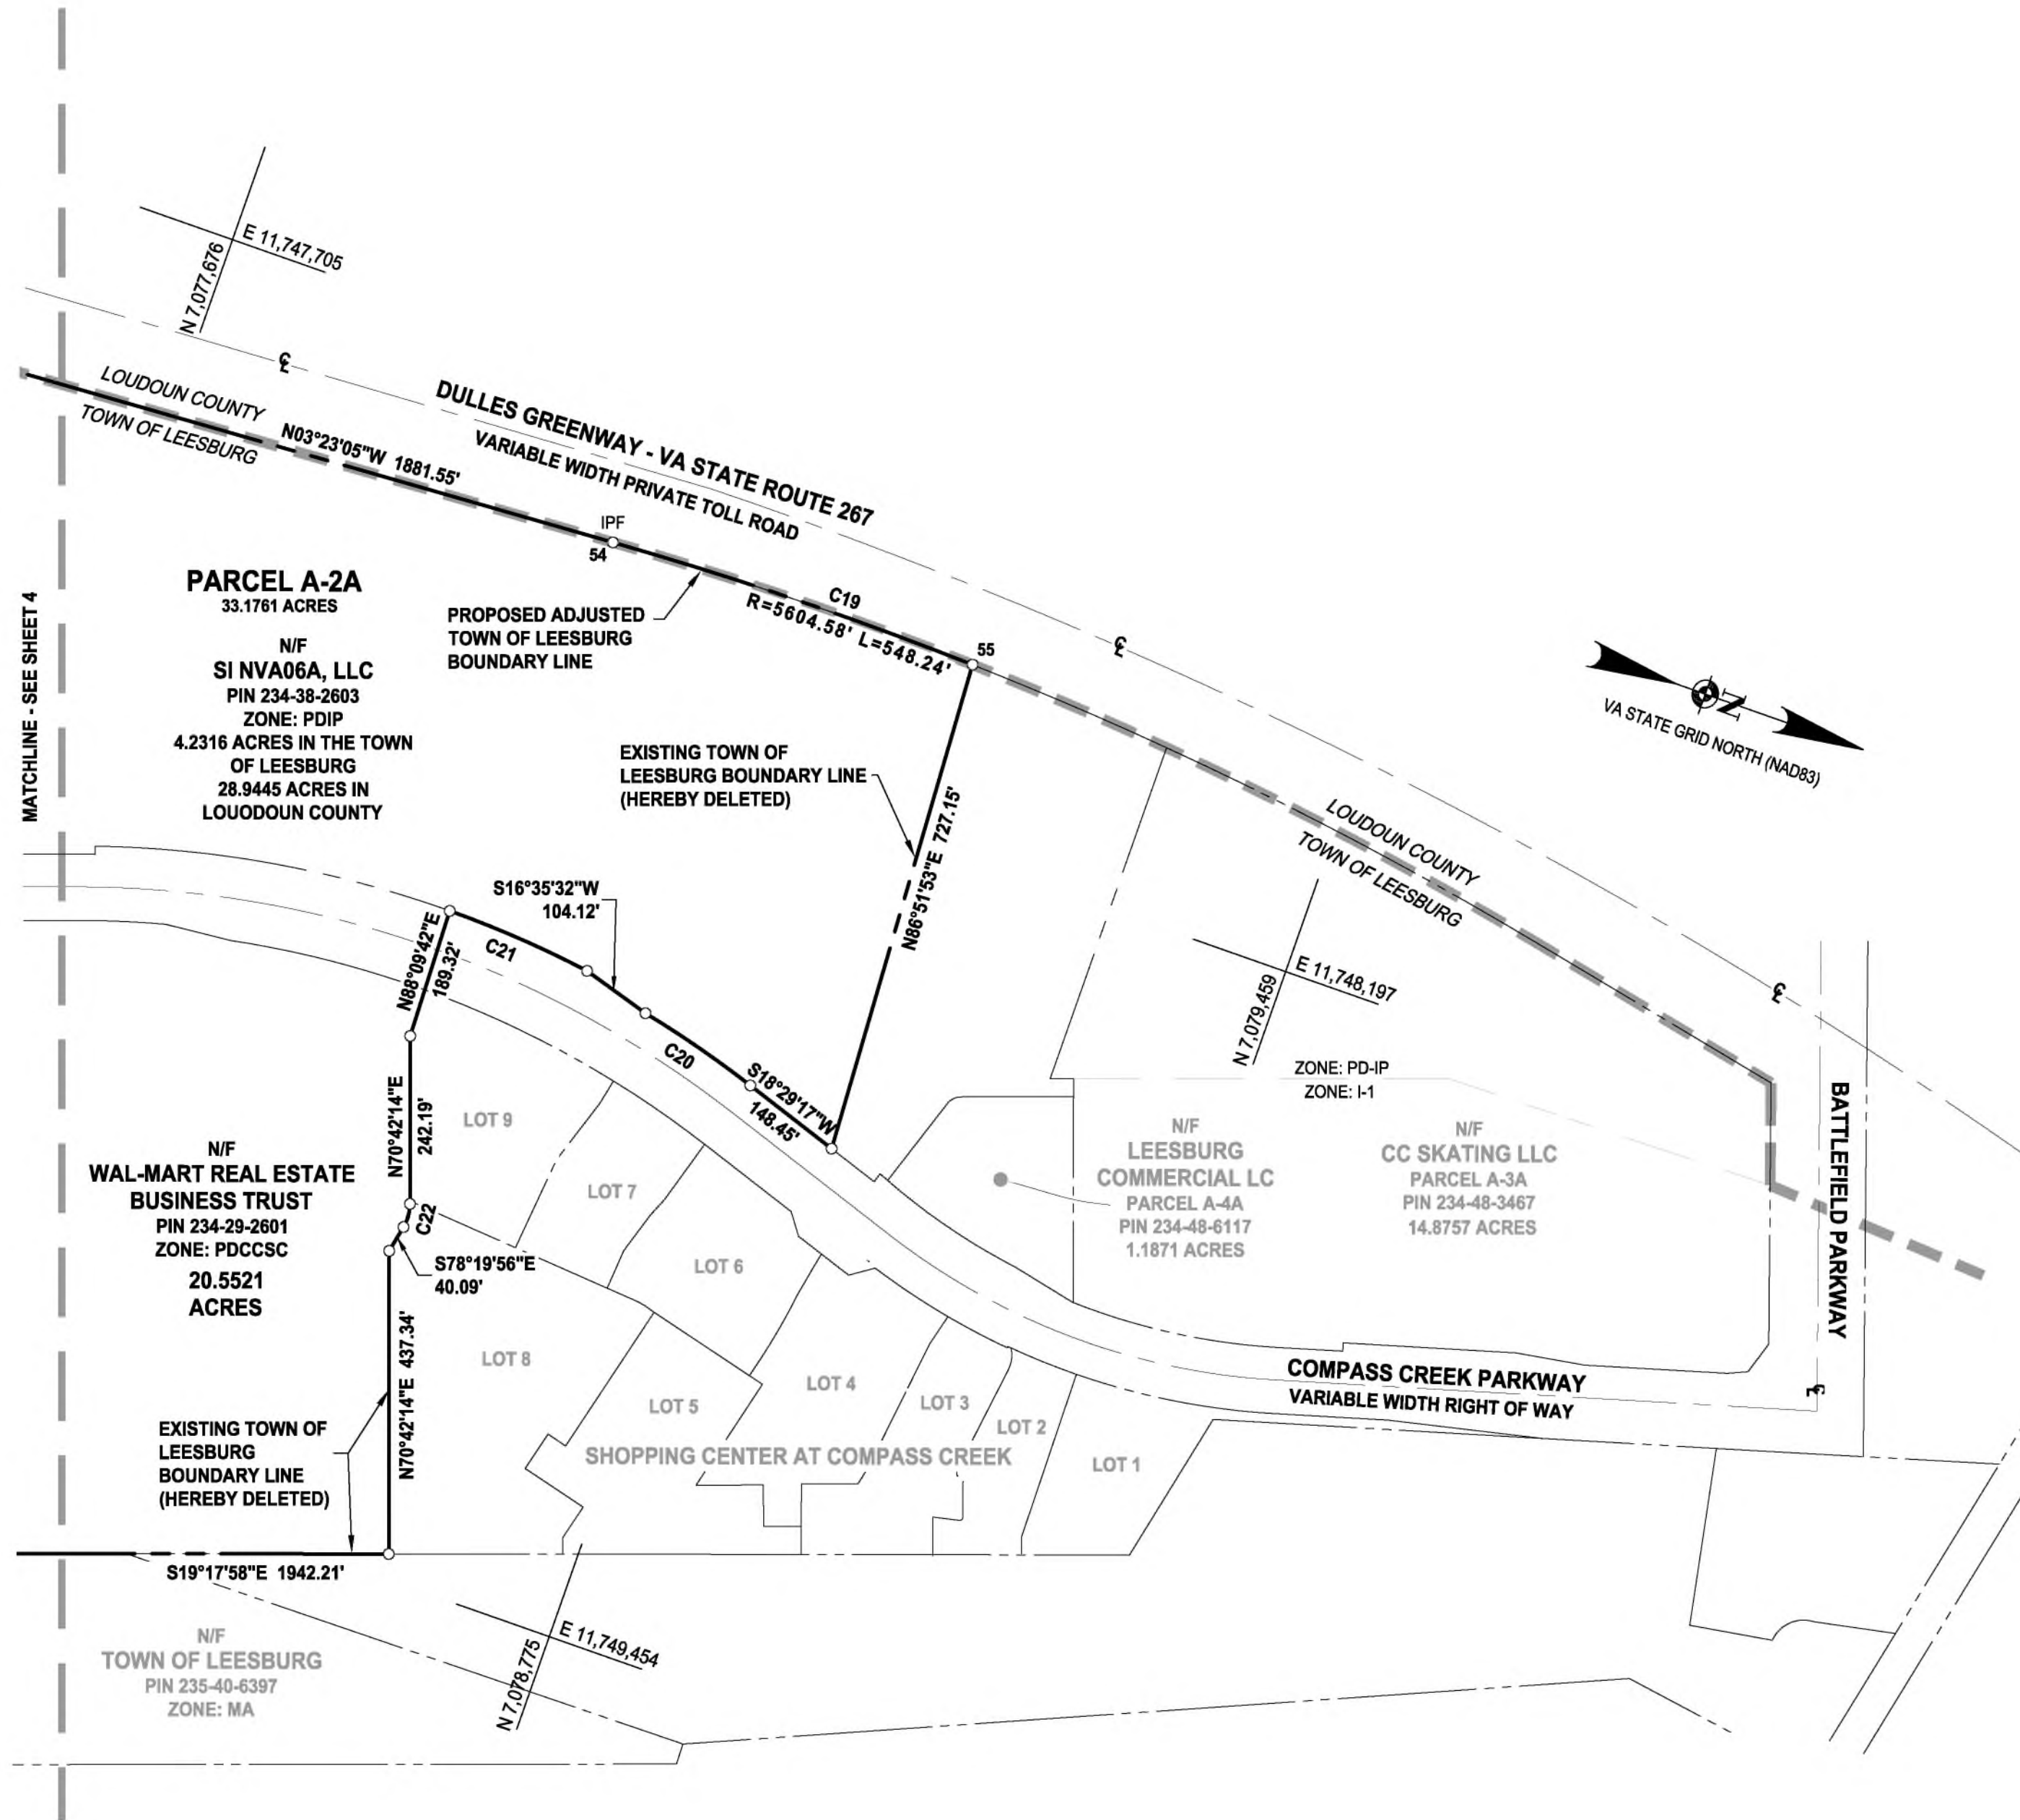 E 11,747,705
N 7,077,676
LOUDOUN COUNTY
TOWN OF LEESBURG
N03°23'05"W 1881.55'
DULLES GREENWAY - VA STATE ROUTE 267
VARIABLE WIDTH PRIVATE TOLL ROAD
IPF
54
C19
R=5604.58' L=548.24'
55
MATCHLINE - SEE SHEET 4
PARCEL A-2A
33.1761 ACRES
N/F
SI NVA06A, LLC
PIN 234-38-2603
ZONE: PDIP
4.2316 ACRES IN THE TOWN
OF LEESBURG
28.9445 ACRES IN
LOUODOUN COUNTY
PROPOSED ADJUSTED
TOWN OF LEESBURG
BOUNDARY LINE
EXISTING TOWN OF
LEESBURG BOUNDARY LINE
(HEREBY DELETED)
N86°51'53"E 727.15'
N
VA STATE GRID NORTH (NAD83)
LOUDOUN COUNTY
TOWN OF LEESBURG
E 11,748,197
N 7,079,459
ZONE: PD-IP
ZONE: I-1
S16°35'32"W
104.12'
C21
N88°09'42"E
189.32'
C20
S18°29'17"W
148.45'
N70°42'14"E
242.19'
C22
S78°19'56"E
40.09'
N70°42'14"E 437.34'
N/F
WAL-MART REAL ESTATE
BUSINESS TRUST
PIN 234-29-2601
ZONE: PDCCSC
20.5521
ACRES
EXISTING TOWN OF
LEESBURG
BOUNDARY LINE
(HEREBY DELETED)
S19°17'58"E 1942.21'
LOT 9
LOT 7
LOT 6
LOT 8
LOT 5
LOT 4
LOT 3
LOT 2
LOT 1
SHOPPING CENTER AT COMPASS CREEK
N/F
LEESBURG
COMMERCIAL LC
PARCEL A-4A
PIN 234-48-6117
1.1871 ACRES
N/F
CC SKATING LLC
PARCEL A-3A
PIN 234-48-3467
14.8757 ACRES
BATTLEFIELD PARKWAY
COMPASS CREEK PARKWAY
VARIABLE WIDTH RIGHT OF WAY
N/F
TOWN OF LEESBURG
PIN 235-40-6397
ZONE: MA
E 11,749,454
N 7,078,775